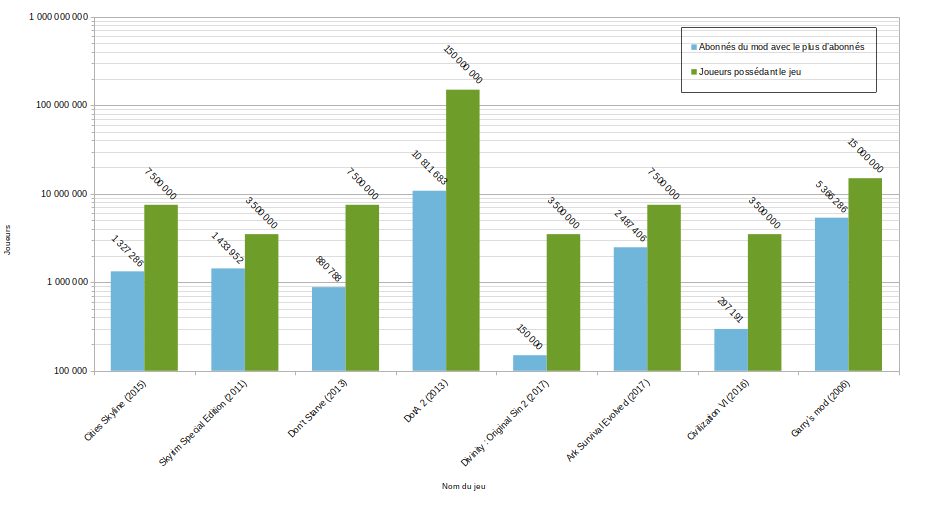 1 000 000 000
100 000 000
10 000 000
1 000 000
100 000
Joueurs
Abonnés du mod avec le plus d'abonnés
Joueurs possédant le jeu
1 327 286
7 500 000
1 433 952
3 500 000
880 788
7 500 000
10 811 683
150 000 000
150 000
3 500 000
2 487 406
7 500 000
297 191
3 500 000
5 366 286
15 000 000
Cities Skyline (2015)
Skyrim Special Edition (2011)
Don't Starve (2013)
DotA 2 (2013)
Divinity : Original Sin 2 (2017)
Ark Survival Evolved (2017)
Civilization VI (2016)
Garry's mod (2006)
Nom du jeu